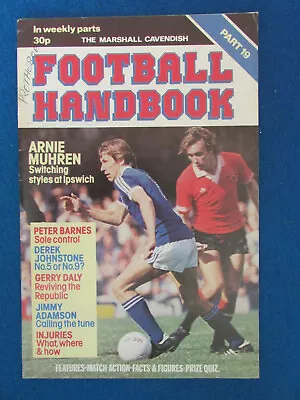 In weekly parts
30p
THE MARSHALL CAVENDISH
PART 19
FOOTBALL
HANDBOOK
ARNIE
MUHREN
Switching
styles at Ipswich
PETER BARNES
Sole control
DEREK
JOHNSTONE
No.5 or No.9?
GERRY DALY
Reviving the
Republic
JIMMY
ADAMSON
Calling the tune
INJURIES
What, where
& how
FEATURES·MATCH ACTION·FACTS & FIGURES·PRIZE QUIZ.